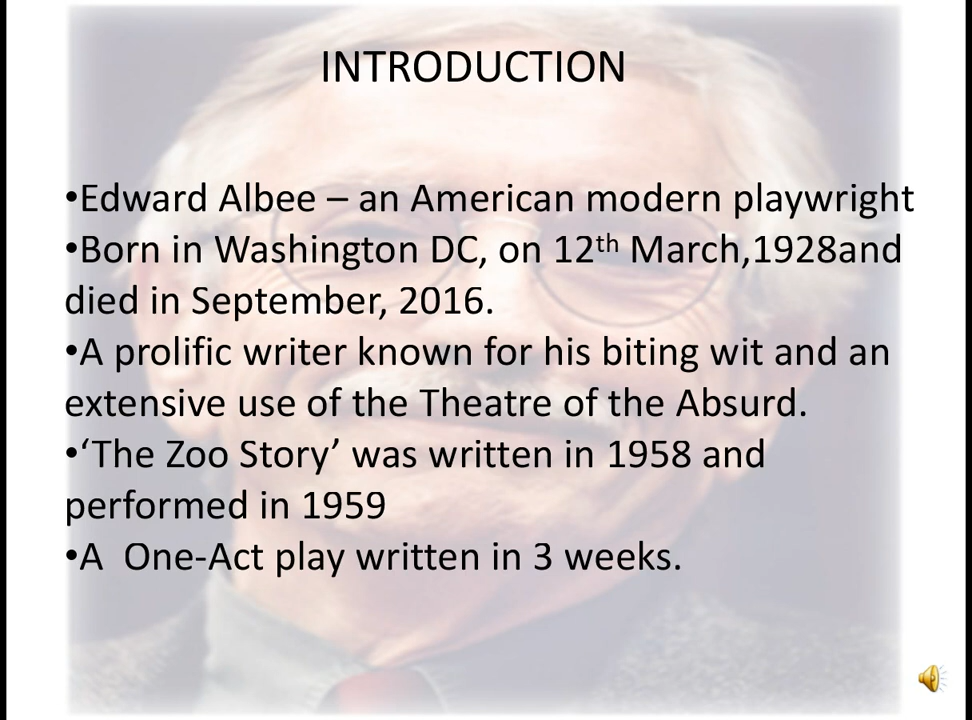 INTRODUCTION
•Edward Albee – an American modern playwright
•Born in Washington DC, on 12th March,1928and
died in September, 2016.
•A prolific writer known for his biting wit and an
extensive use of the Theatre of the Absurd.
•‘The Zoo Story’ was written in 1958 and
performed in 1959
•A  One-Act play written in 3 weeks.